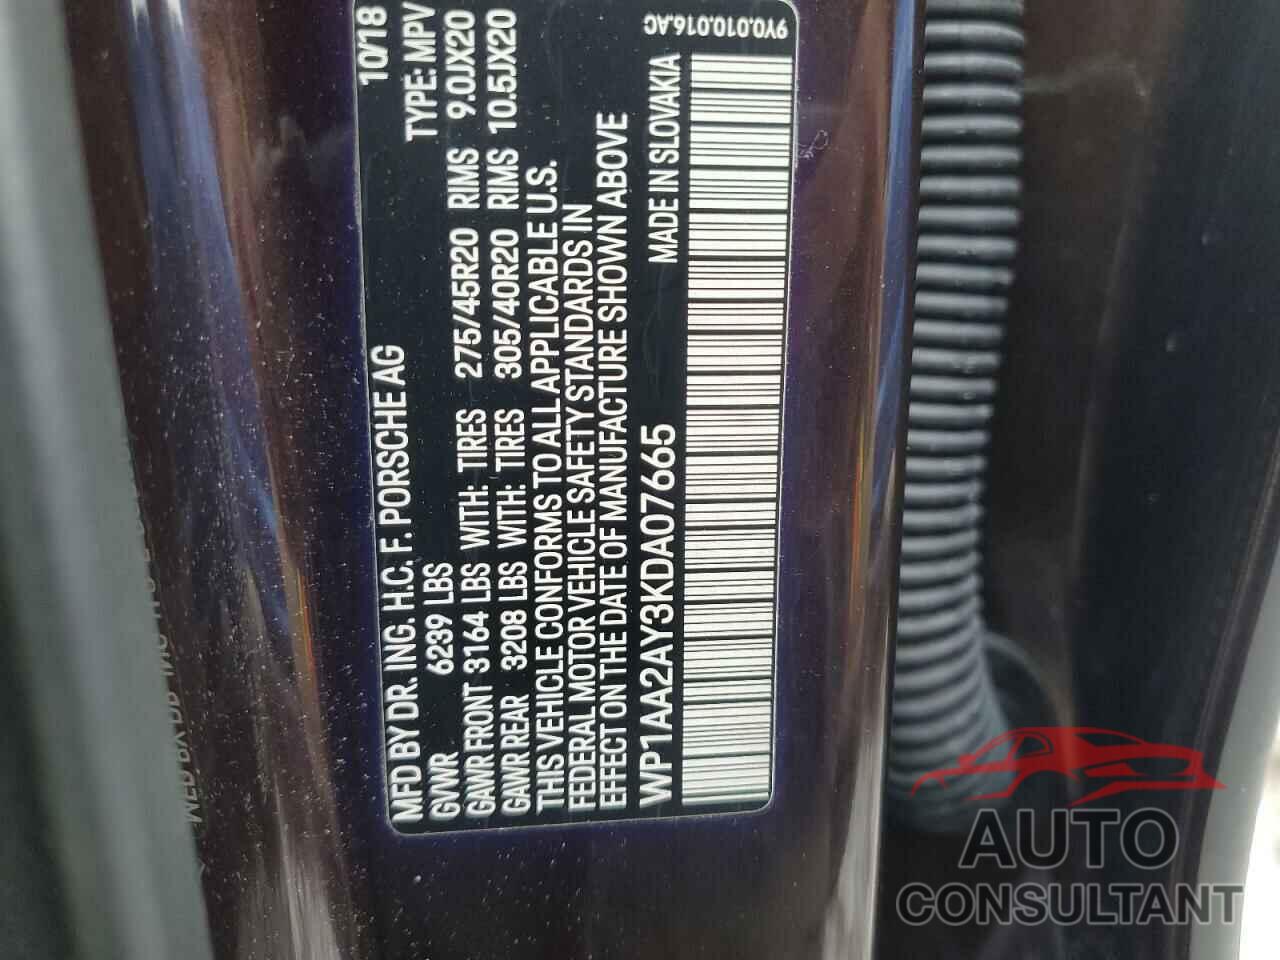 MFD BY DR. ING. H.C. F. PORSCHE AG 10/18
GVWR 6239 LBS TYPE: MPV
GAWR FRONT 3164 LBS WITH: TIRES 275/45R20 RIMS 9.0JX20
GAWR REAR 3208 LBS WITH: TIRES 305/40R20 RIMS 10.5JX20
THIS VEHICLE CONFORMS TO ALL APPLICABLE U.S.
FEDERAL MOTOR VEHICLE SAFETY STANDARDS IN
EFFECT ON THE DATE OF MANUFACTURE SHOWN ABOVE
WP1AA2AY3KDA07665 MADE IN SLOVAKIA
9Y0.010.016.AC
AUTO
CONSULTANT